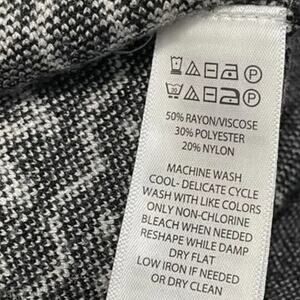 P
30 P
50% RAYON/VISCOSE
30% POLYESTER
20% NYLON
MACHINE WASH
COOL- DELICATE CYCLE
WASH WITH LIKE COLORS
ONLY NON-CHLORINE
BLEACH WHEN NEEDED
RESHAPE WHILE DAMP
DRY FLAT
LOW IRON IF NEEDED
OR DRY CLEAN